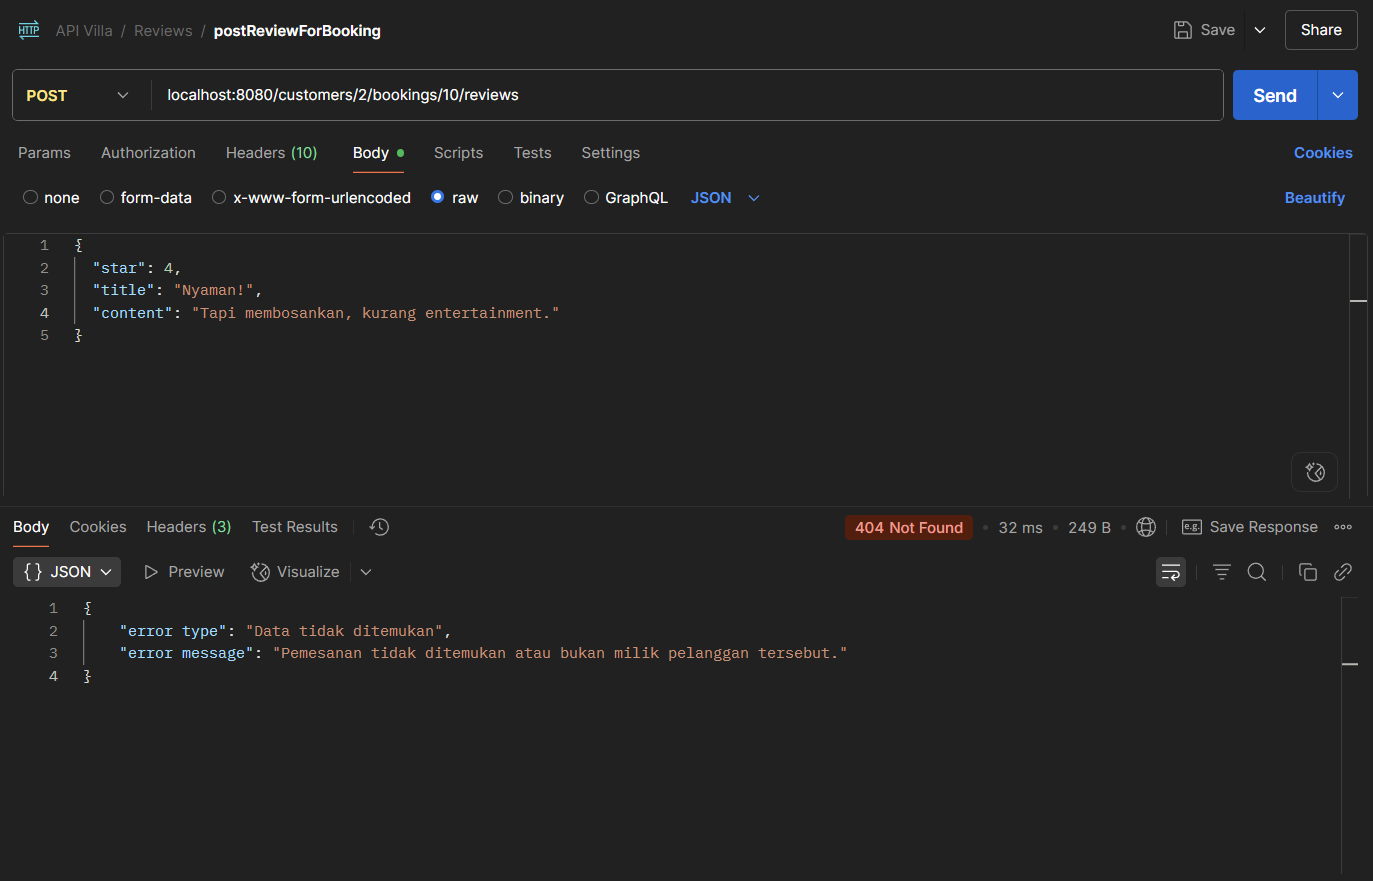 HTTP API Villa / Reviews / postReviewForBooking Save Share
POST localhost:8080/customers/2/bookings/10/reviews Send
Params Authorization Headers (10) Body Scripts Tests Settings Cookies
none form-data x-www-form-urlencoded raw binary GraphQL JSON Beautify
1 {
2 "star": 4,
3 "title": "Nyaman!",
4 "content": "Tapi membosankan, kurang entertainment."
5 }
Body Cookies Headers (3) Test Results 404 Not Found • 32 ms • 249 B • e.g. Save Response
{} JSON Preview Visualize
1 {
2 "error type": "Data tidak ditemukan",
3 "error message": "Pemesanan tidak ditemukan atau bukan milik pelanggan tersebut."
4 }